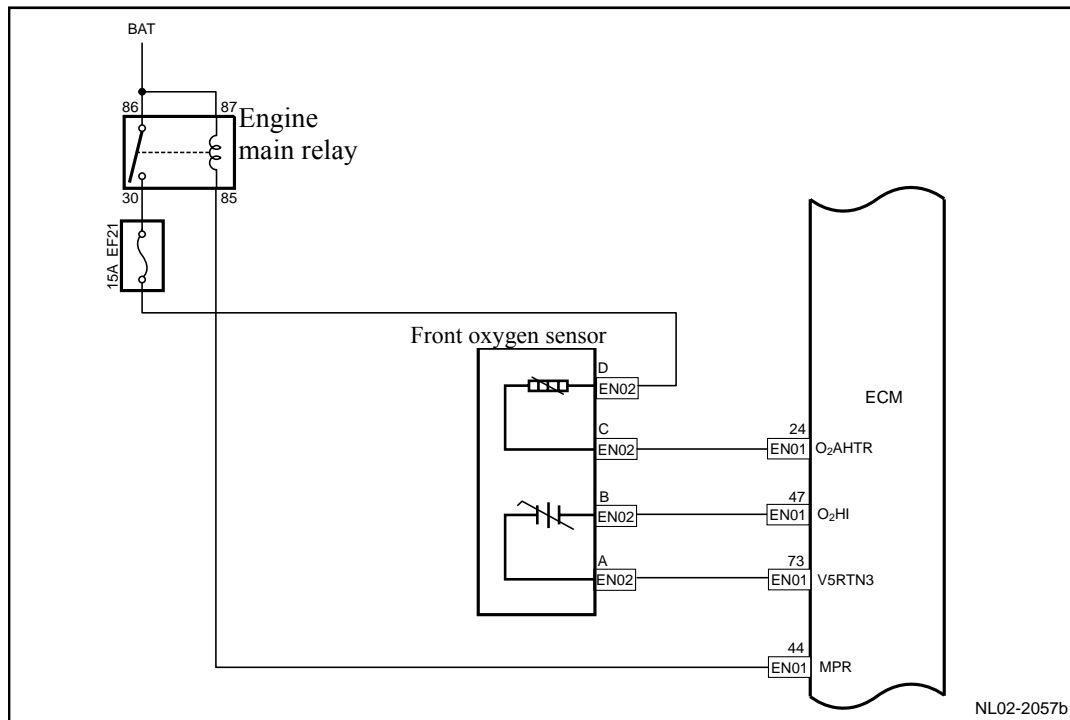 BAT
86
87
Engine
main relay
30
85
15A EF21
Front oxygen sensor
D
EN02
ECM
C
24
EN02
EN01
O₂AHTR
B
47
EN02
EN01
O₂HI
A
73
EN02
EN01
V5RTN3
44
EN01
MPR
NL02-2057b